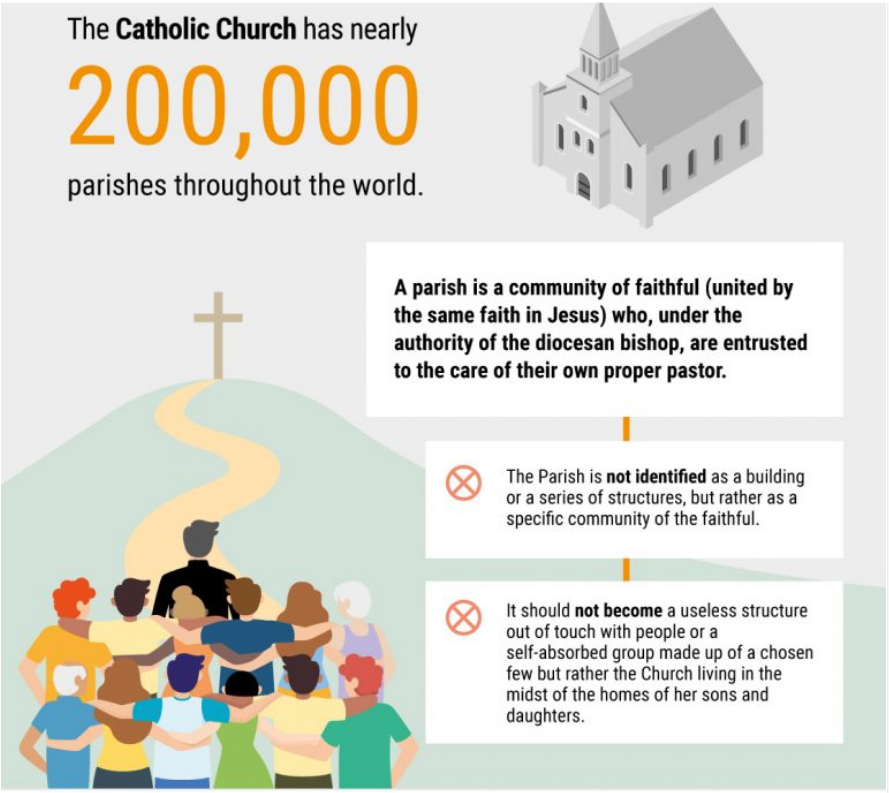 The Catholic Church has nearly
200,000
parishes throughout the world.
A parish is a community of faithful (united by
the same faith in Jesus) who, under the
authority of the diocesan bishop, are entrusted
to the care of their own proper pastor.
The Parish is not identified as a building
or a series of structures, but rather as a
specific community of the faithful.
It should not become a useless structure
out of touch with people or a
self-absorbed group made up of a chosen
few but rather the Church living in the
midst of the homes of her sons and
daughters.